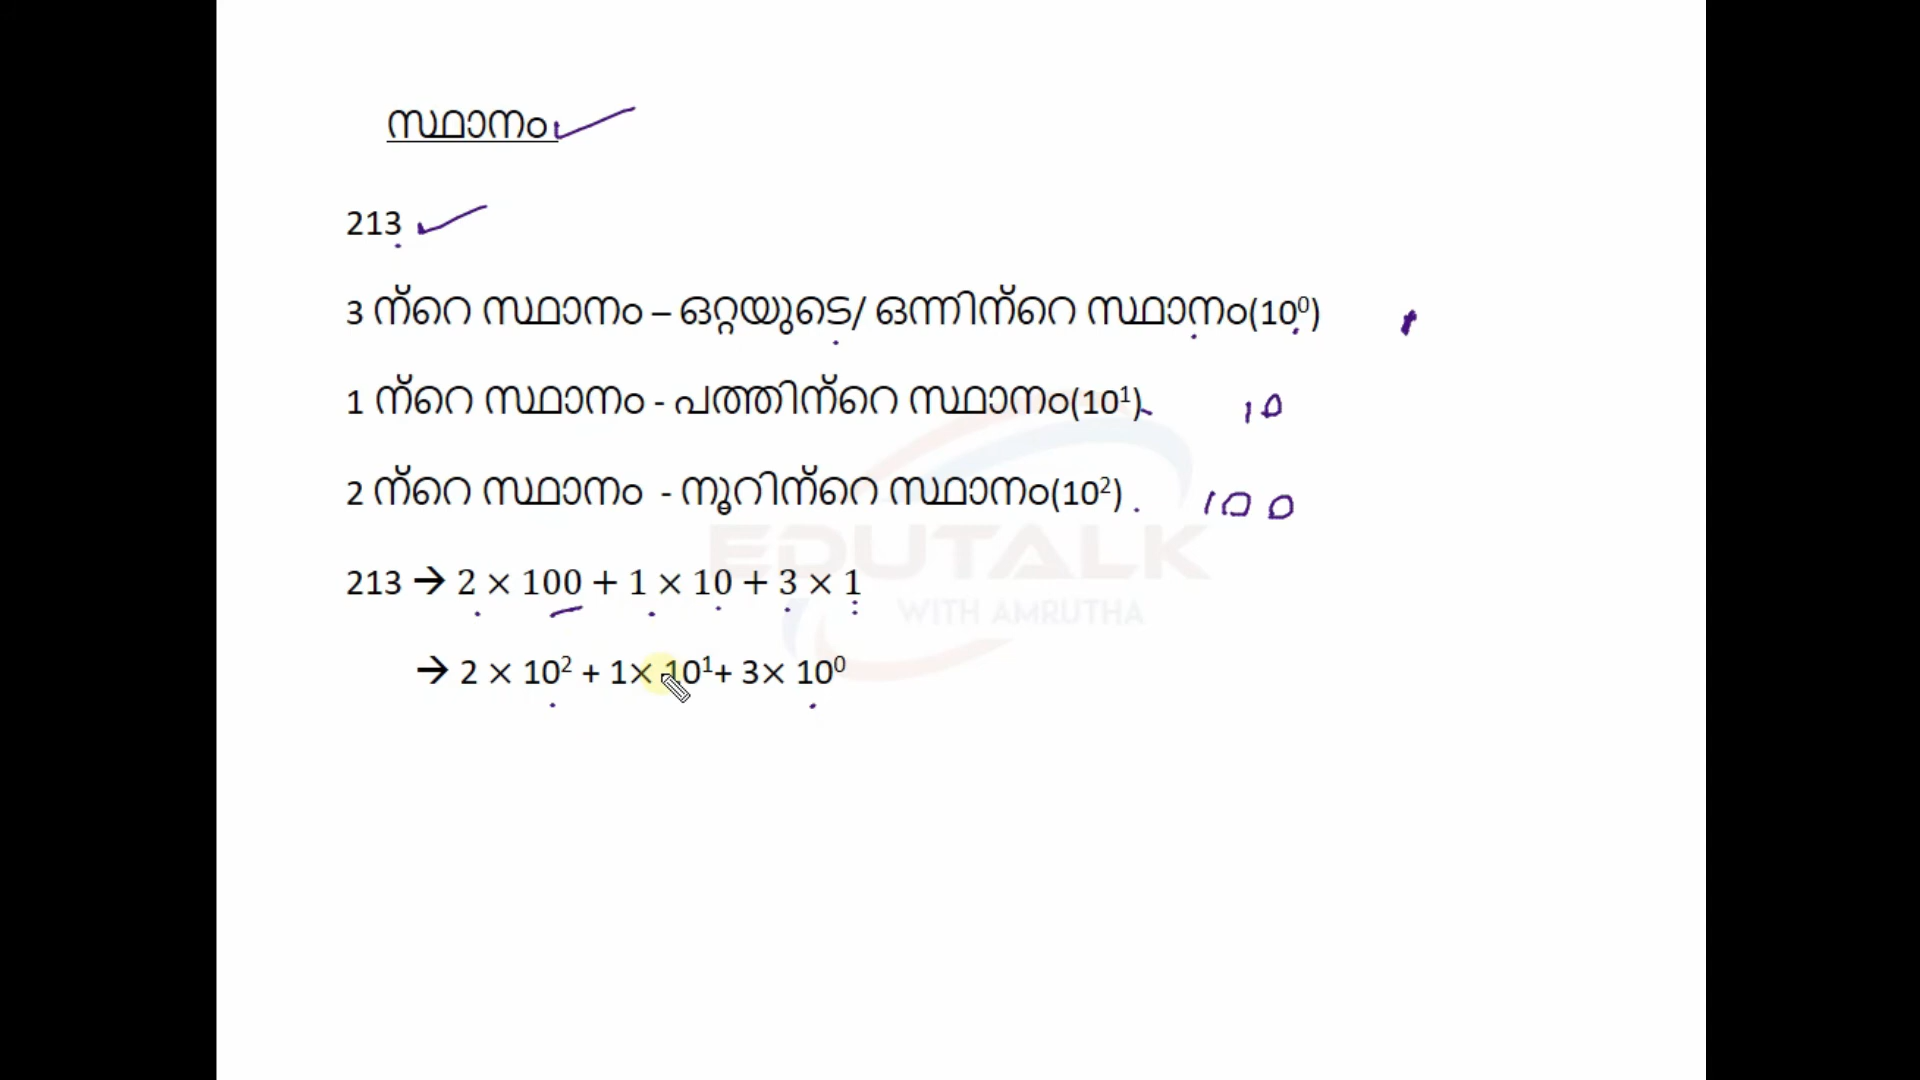 സ്ഥാനം
213
3 ന്റെ സ്ഥാനം – ഒറ്റയുടെ/ ഒന്നിന്റെ സ്ഥാനം(10⁰) 1
1 ന്റെ സ്ഥാനം - പത്തിന്റെ സ്ഥാനം(10¹) 10
2 ന്റെ സ്ഥാനം - നൂറിന്റെ സ്ഥാനം(10²) 100
EDUTALK
213 → 2 × 100 + 1 × 10 + 3 × 1
WITH AMRUTHA
→ 2 × 10² + 1× 10¹+ 3× 10⁰